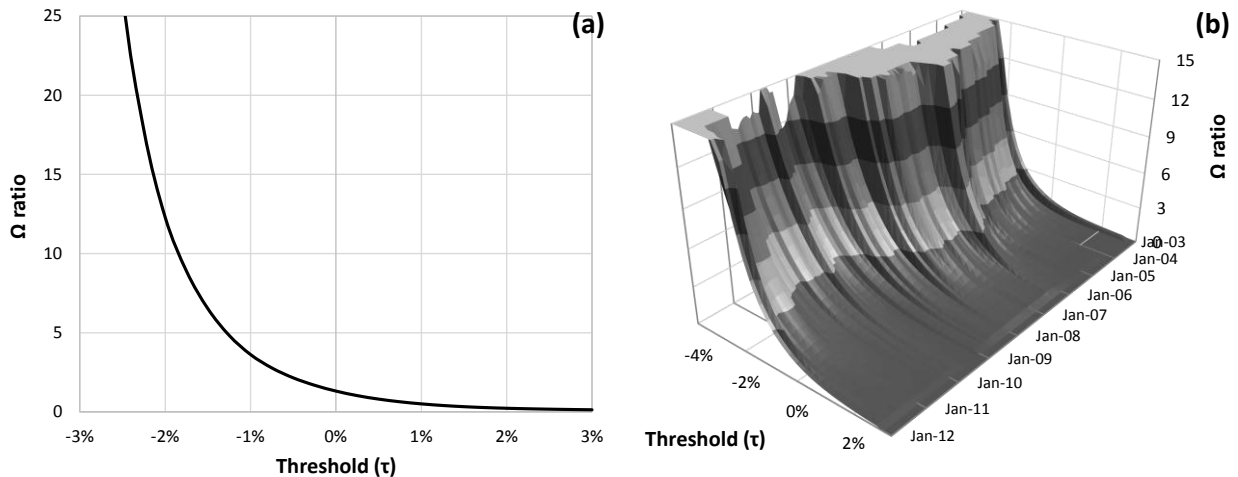 (a)
25
20
15
10
5
0
Ω ratio
-3% -2% -1% 0% 1% 2% 3%
Threshold (τ)
(b)
15
12
9
6
3
0
Ω ratio
Jan-03
Jan-04
Jan-05
Jan-06
Jan-07
Jan-08
Jan-09
Jan-10
Jan-11
Jan-12
-4%
-2%
0%
2%
Threshold (τ)